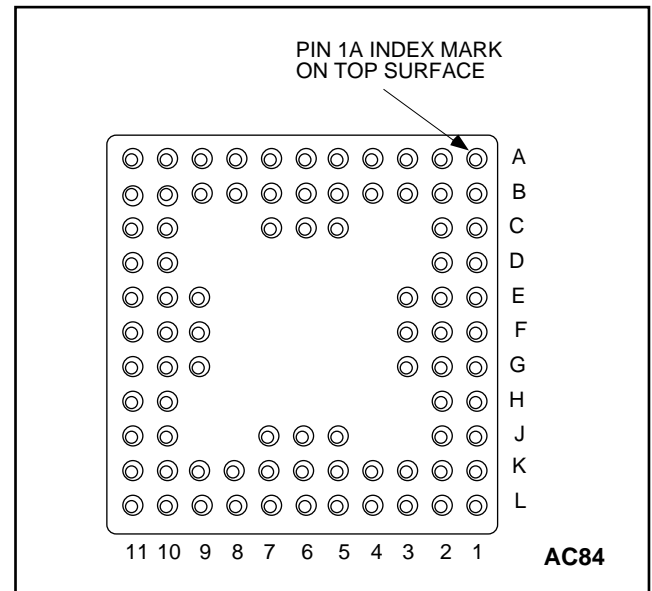 PIN 1A INDEX MARK
ON TOP SURFACE
A
B
C
D
E
F
G
H
J
K
L
11 10 9 8 7 6 5 4 3 2 1
AC84